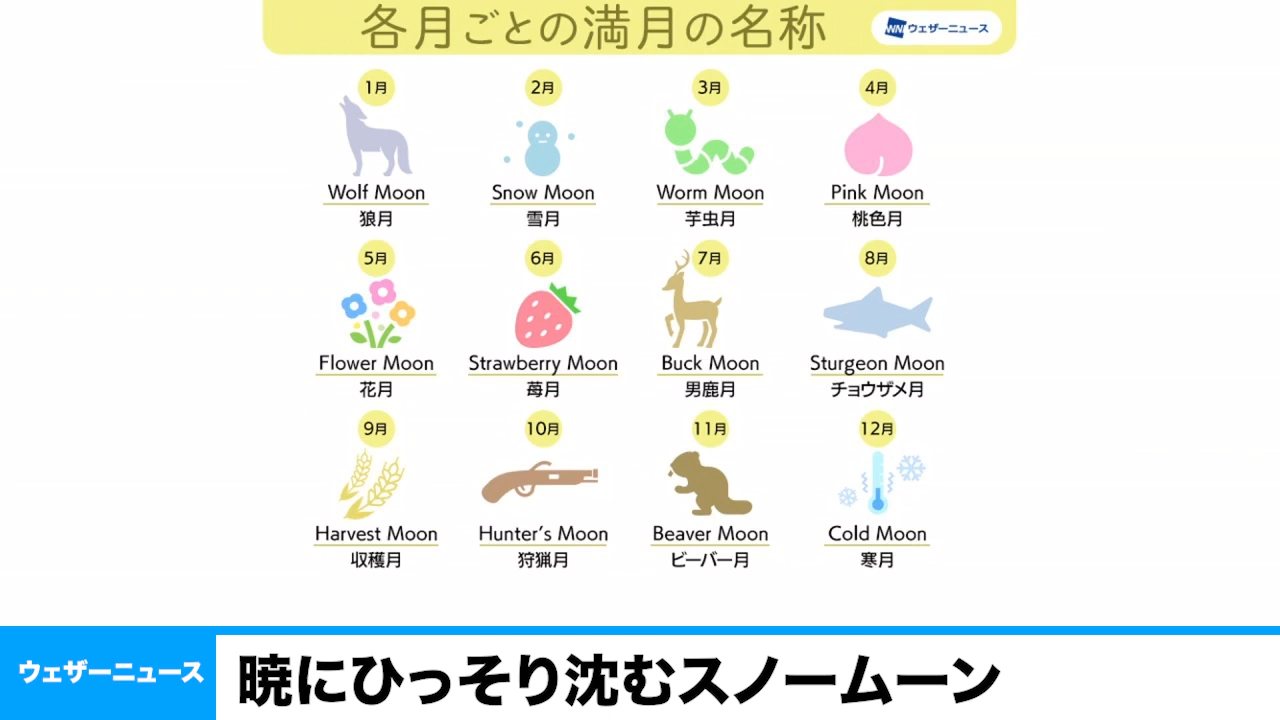 各月ごとの満月の名称
WN ウェザーニュース
1月 2月 3月 4月
Wolf Moon Snow Moon Worm Moon Pink Moon
狼月 雪月 芋虫月 桃色月
5月 6月 7月 8月
Flower Moon Strawberry Moon Buck Moon Sturgeon Moon
花月 苺月 男鹿月 チョウザメ月
9月 10月 11月 12月
Harvest Moon Hunter's Moon Beaver Moon Cold Moon
収穫月 狩猟月 ビーバー月 寒月
ウェザーニュース
暁にひっそり沈むスノームーン